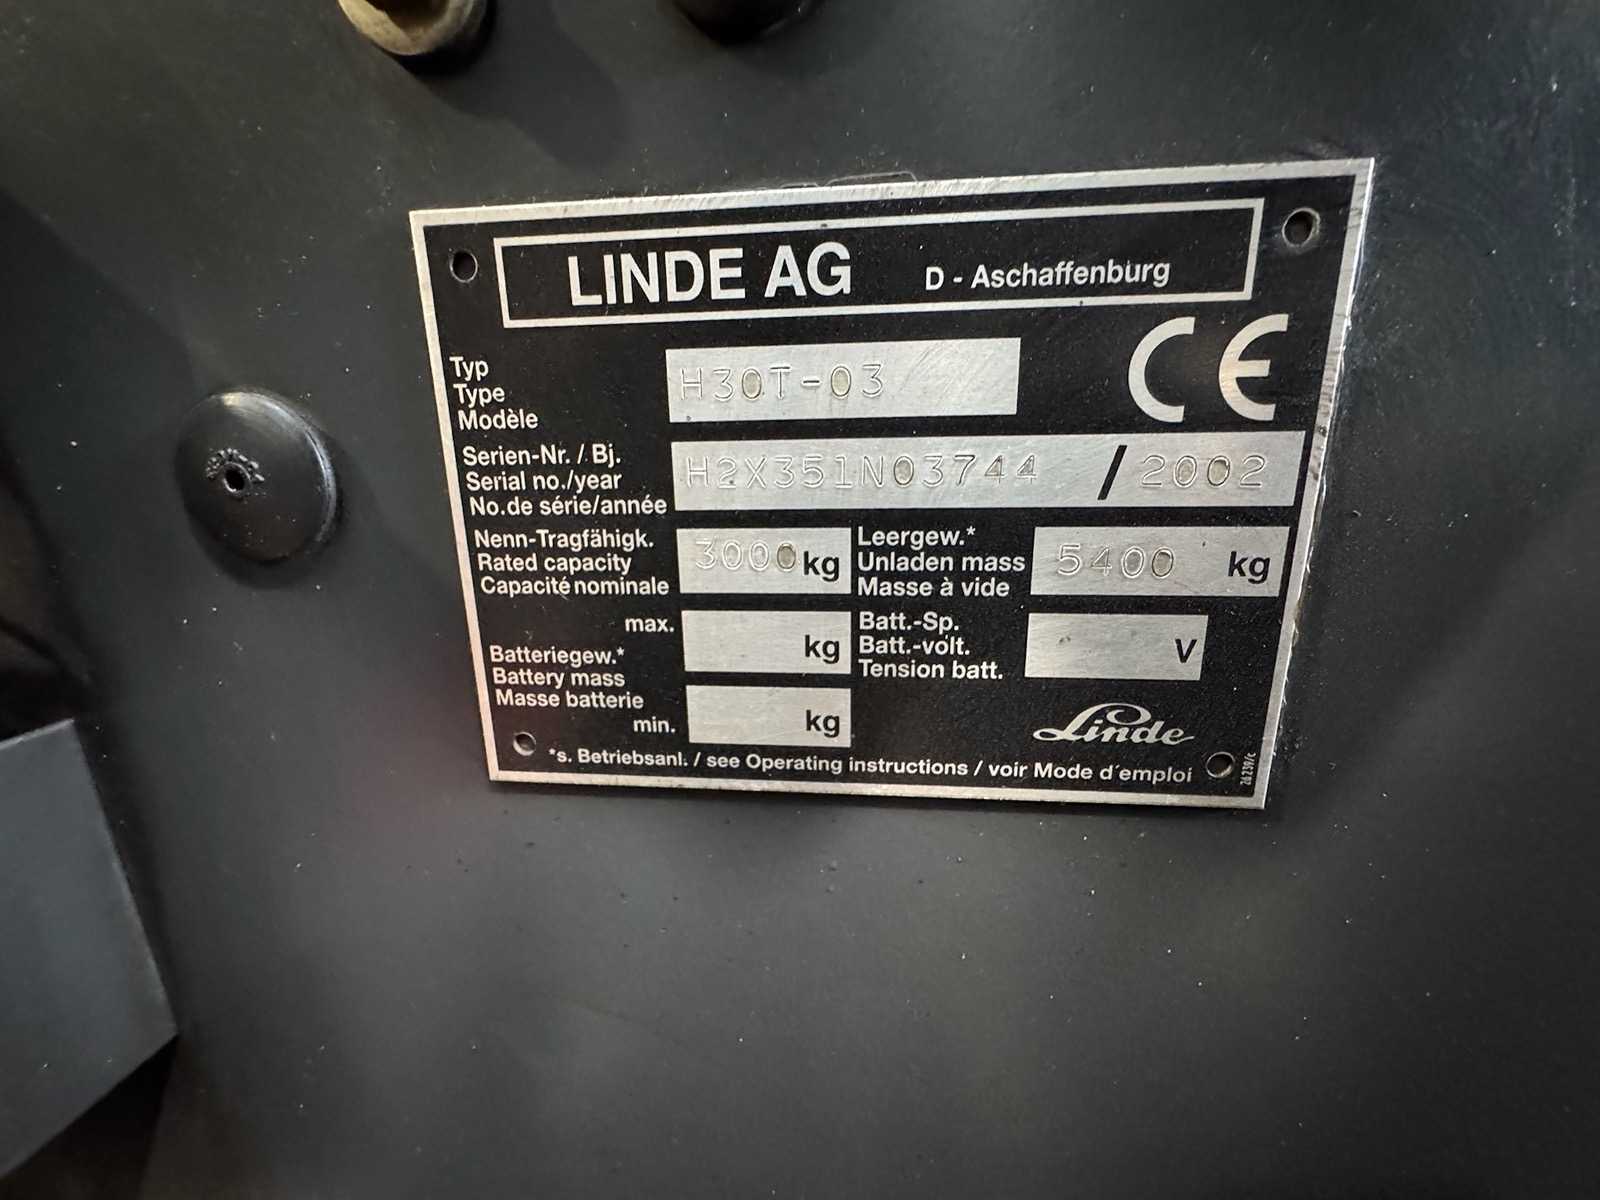 LINDE AG D - Aschaffenburg
Typ
Type
Modèle
H30T-03
CE
Serien-Nr. / Bj.
Serial no./year
No.de série/année
H2X351N03744 / 2002
Nenn-Tragfähigk.
Rated capacity
Capacité nominale
3000 kg
Leergew.*
Unladen mass
Masse à vide
5400 kg
max.
kg
Batteriegew.*
Battery mass
Masse batterie
min.
kg
Batt.-Sp.
Batt.-volt.
Tension batt.
V
Linde
*s. Betriebsanl. / see Operating instructions / voir Mode d'emploi